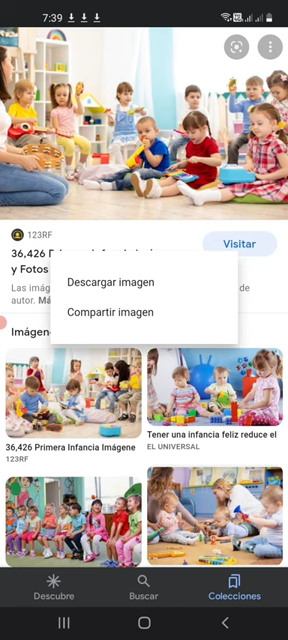 7:39
123RF
Visitar
36,426
y Fotos
Las imág
de
autor. Má
Descargar imagen
Compartir imagen
Imágen
36,426 Primera Infancia Imágene
123RF
Tener una infancia feliz reduce el
EL UNIVERSAL
Descubre
Buscar
Colecciones